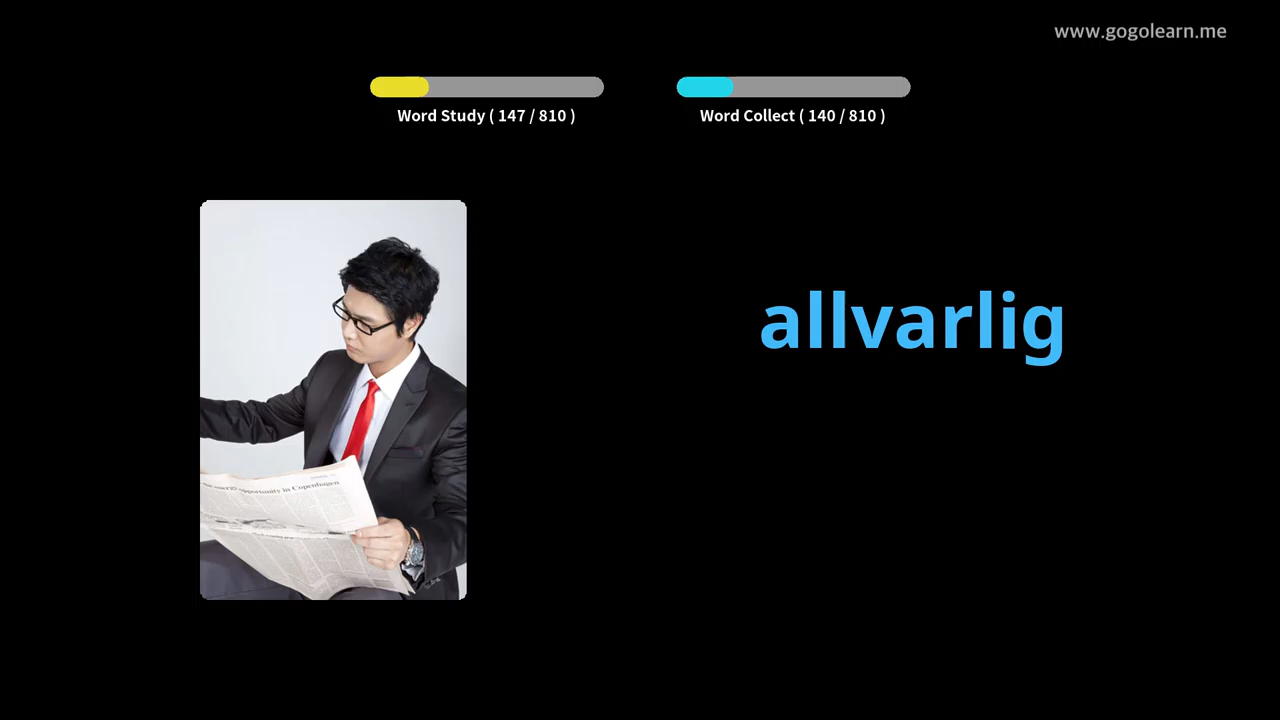 www.gogolearn.me
Word Study ( 147 / 810 )
Word Collect ( 140 / 810 )
allvarlig
opportunity in Copenhagen